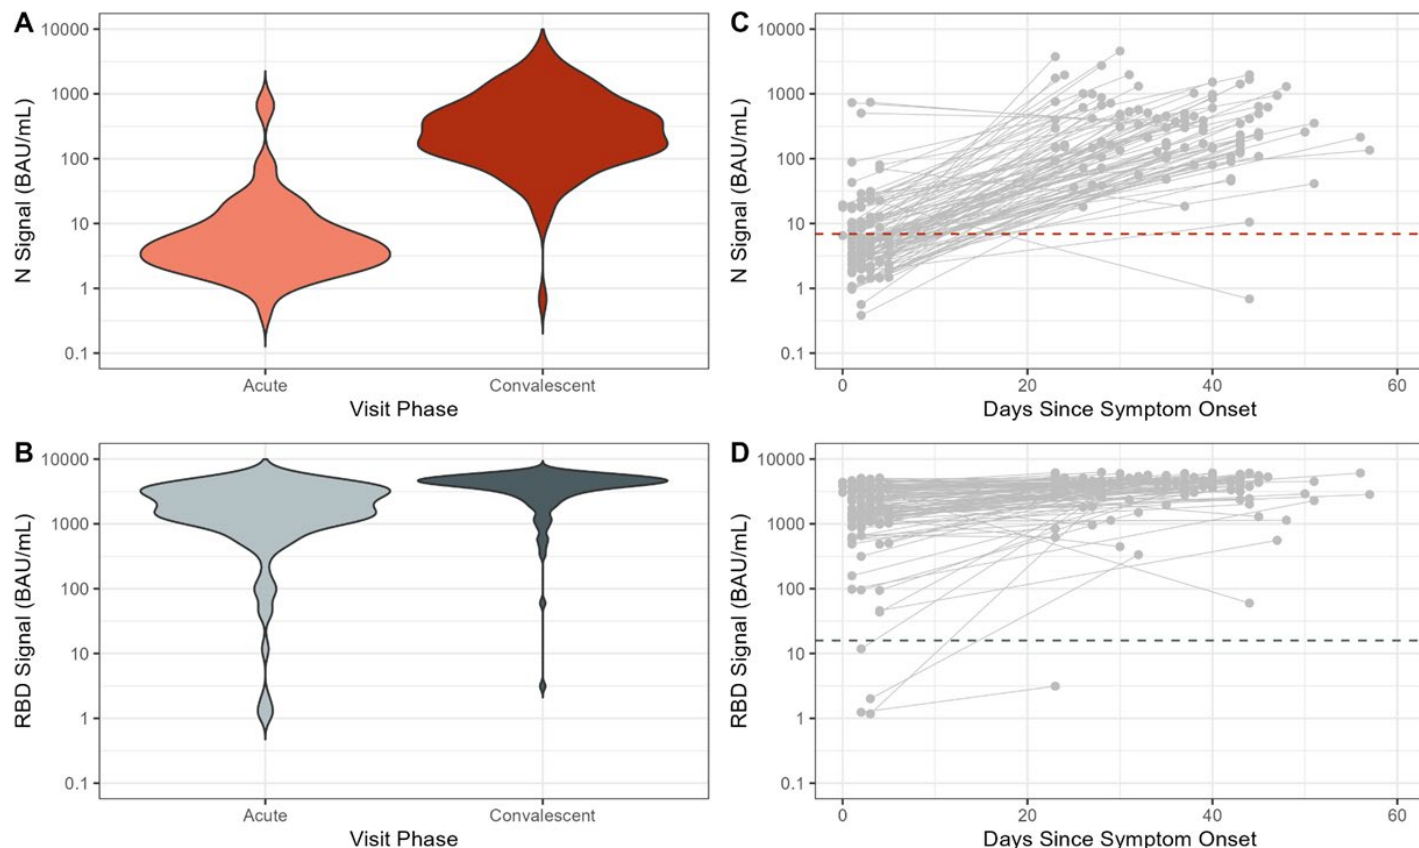 A
N Signal (BAU/mL)
10000
1000
100
10
1
0.1
Acute Convalescent
Visit Phase
C
N Signal (BAU/mL)
10000
1000
100
10
1
0.1
0 20 40 60
Days Since Symptom Onset
B
RBD Signal (BAU/mL)
10000
1000
100
10
1
0.1
Acute Convalescent
Visit Phase
D
RBD Signal (BAU/mL)
10000
1000
100
10
1
0.1
0 20 40 60
Days Since Symptom Onset